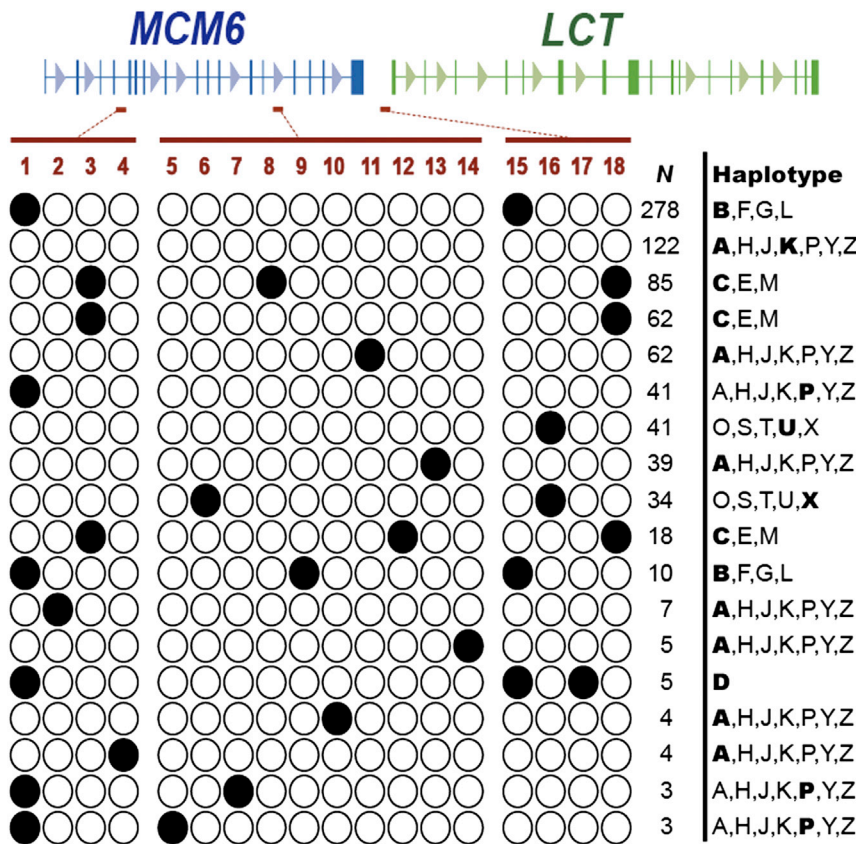 MCM6 LCT
1 2 3 4 5 6 7 8 9 10 11 12 13 14 15 16 17 18 N Haplotype
278 B,F,G,L
122 A,H,J,K,P,Y,Z
85 C,E,M
62 C,E,M
62 A,H,J,K,P,Y,Z
41 A,H,J,K,P,Y,Z
41 O,S,T,U,X
39 A,H,J,K,P,Y,Z
34 O,S,T,U,X
18 C,E,M
10 B,F,G,L
7 A,H,J,K,P,Y,Z
5 A,H,J,K,P,Y,Z
5 D
4 A,H,J,K,P,Y,Z
4 A,H,J,K,P,Y,Z
3 A,H,J,K,P,Y,Z
3 A,H,J,K,P,Y,Z